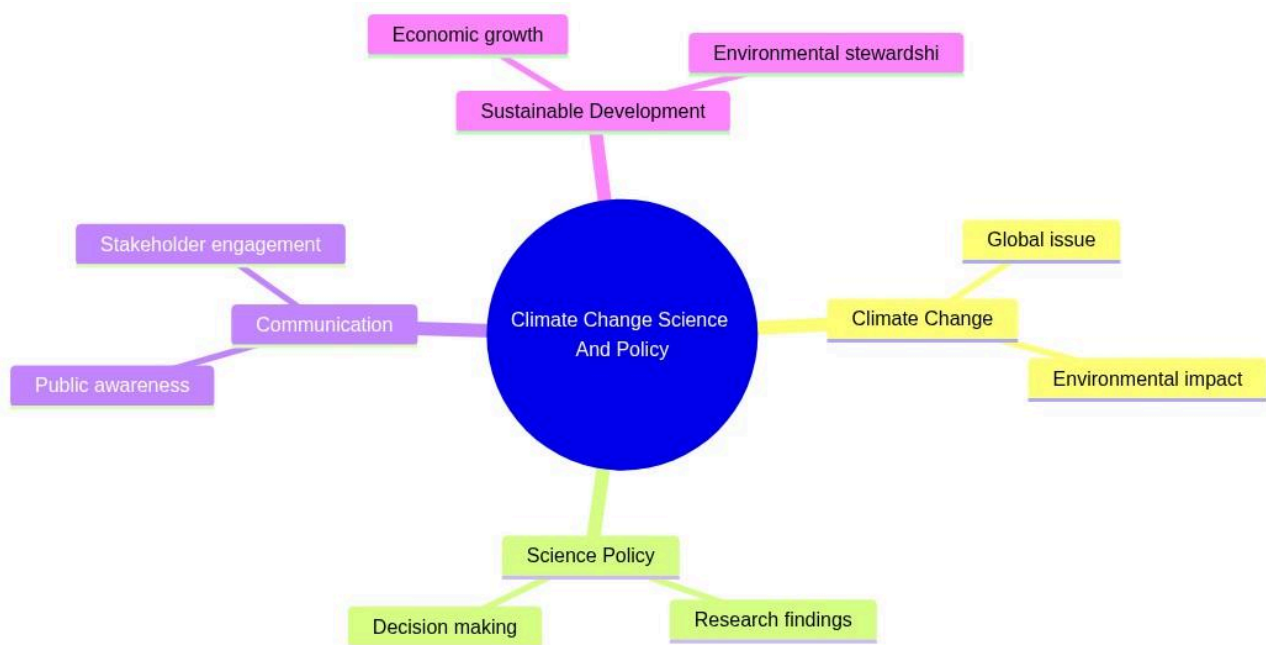 Economic growth
Environmental stewardshi
Sustainable Development
Stakeholder engagement
Global issue
Communication
Climate Change Science
And Policy
Climate Change
Public awareness
Environmental impact
Science Policy
Decision making
Research findings